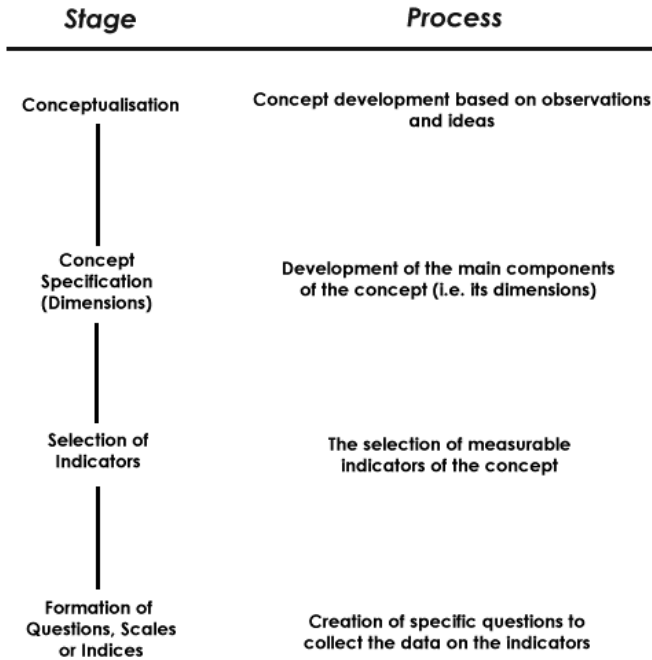 Stage
Process
Conceptualisation
Concept development based on observations
and ideas
Concept
Specification
(Dimensions)
Development of the main components
of the concept (i.e. its dimensions)
Selection of
Indicators
The selection of measurable
indicators of the concept
Formation of
Questions, Scales
or Indices
Creation of specific questions to
collect the data on the indicators